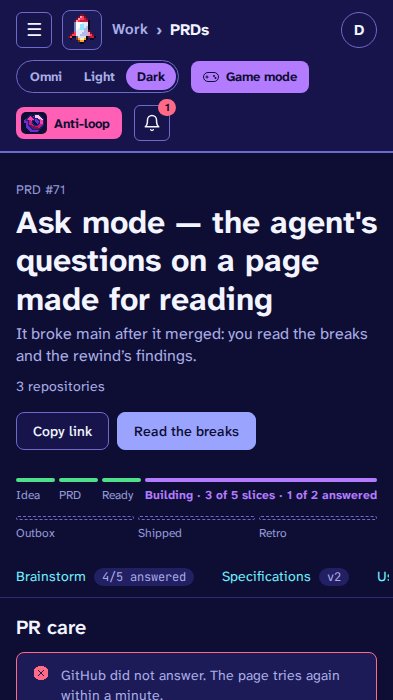 Work › PRDs
D
Omni Light Dark
Game mode
Anti-loop
1
PRD #71
Ask mode — the agent's
questions on a page
made for reading
It broke main after it merged: you read the breaks
and the rewind's findings.
3 repositories
Copy link
Read the breaks
Idea PRD Ready Building · 3 of 5 slices · 1 of 2 answered
Outbox Shipped Retro
Brainstorm 4/5 answered Specifications v2 Us
PR care
GitHub did not answer. The page tries again
within a minute.